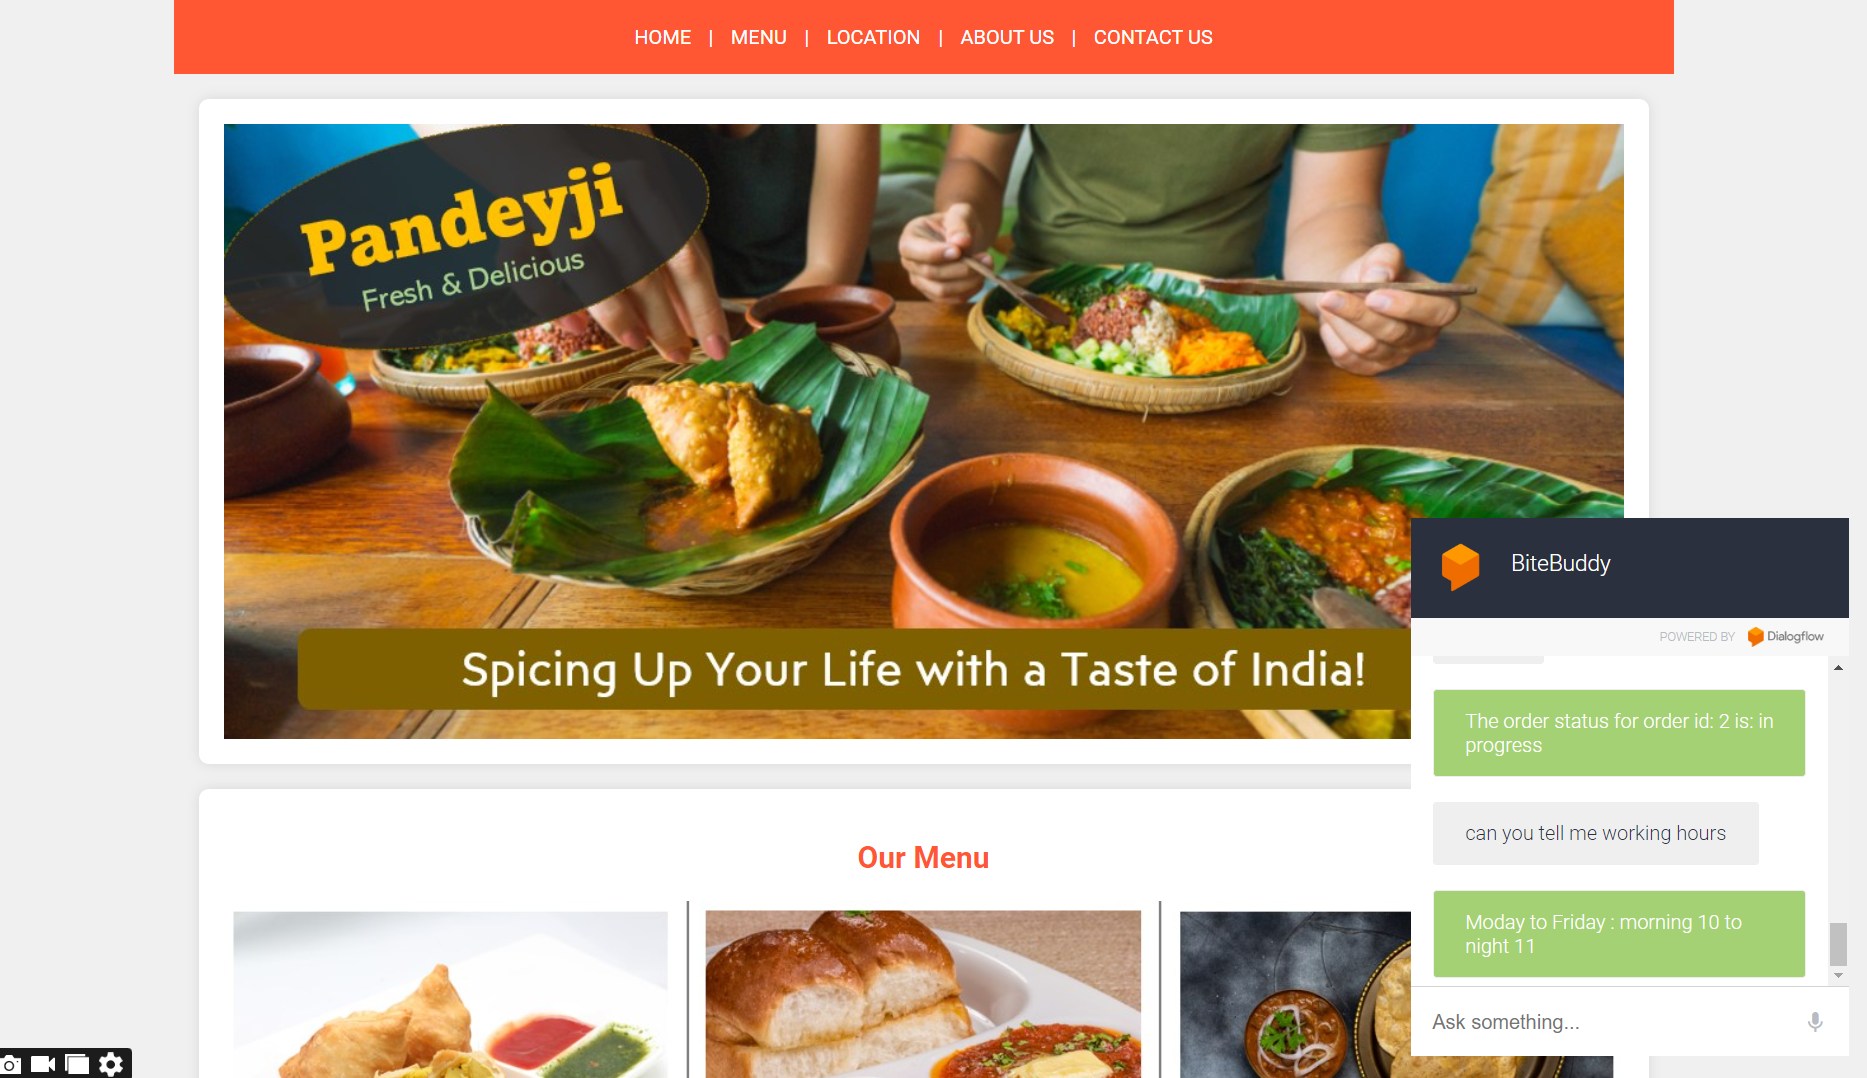 HOME | MENU | LOCATION | ABOUT US | CONTACT US
Pandeyji
Fresh & Delicious
Spicing Up Your Life with a Taste of India!
Our Menu
BiteBuddy
POWERED BY Dialogflow
The order status for order id: 2 is: in
progress
can you tell me working hours
Moday to Friday : morning 10 to
night 11
Ask something...